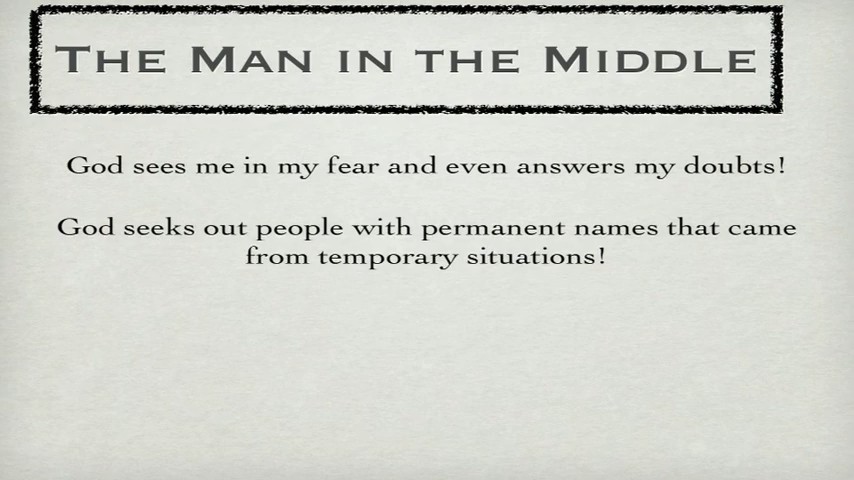 The Man in the Middle
God sees me in my fear and even answers my doubts!
God seeks out people with permanent names that came
from temporary situations!